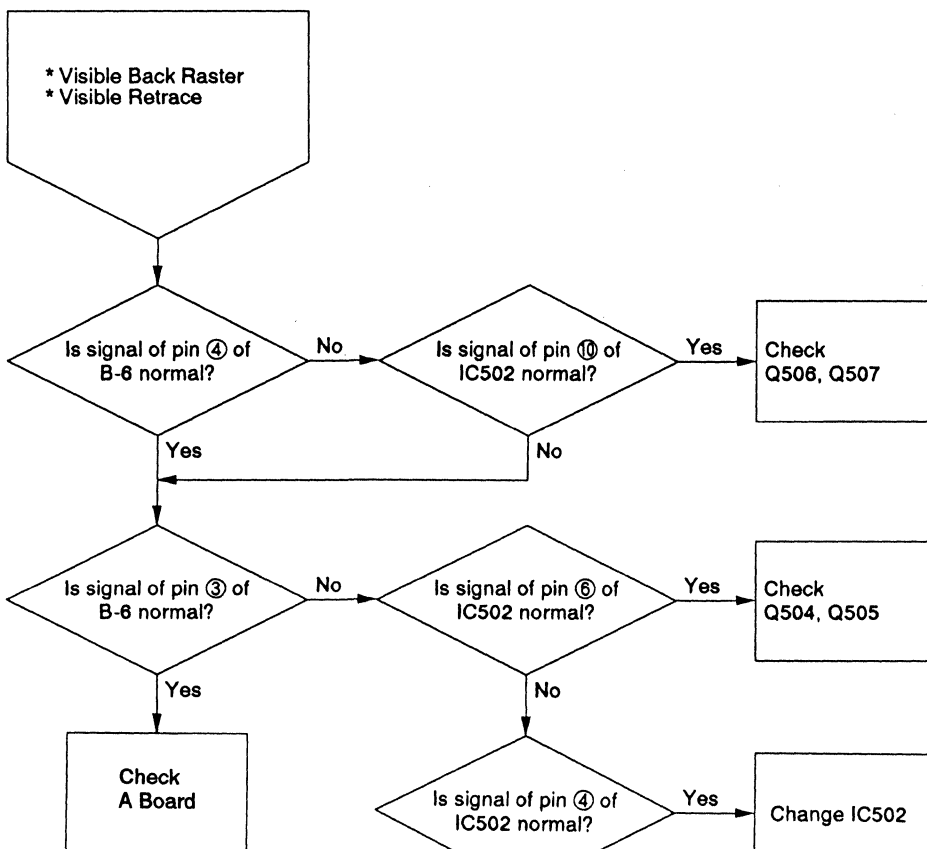 * Visible Back Raster
* Visible Retrace
Is signal of pin ④ of
B-6 normal?
No
Is signal of pin ⑩ of
IC502 normal?
Yes
Check
Q506, Q507
Yes
No
Is signal of pin ③ of
B-6 normal?
No
Is signal of pin ⑥ of
IC502 normal?
Yes
Check
Q504, Q505
Yes
No
Check
A Board
Is signal of pin ④ of
IC502 normal?
Yes
Change IC502